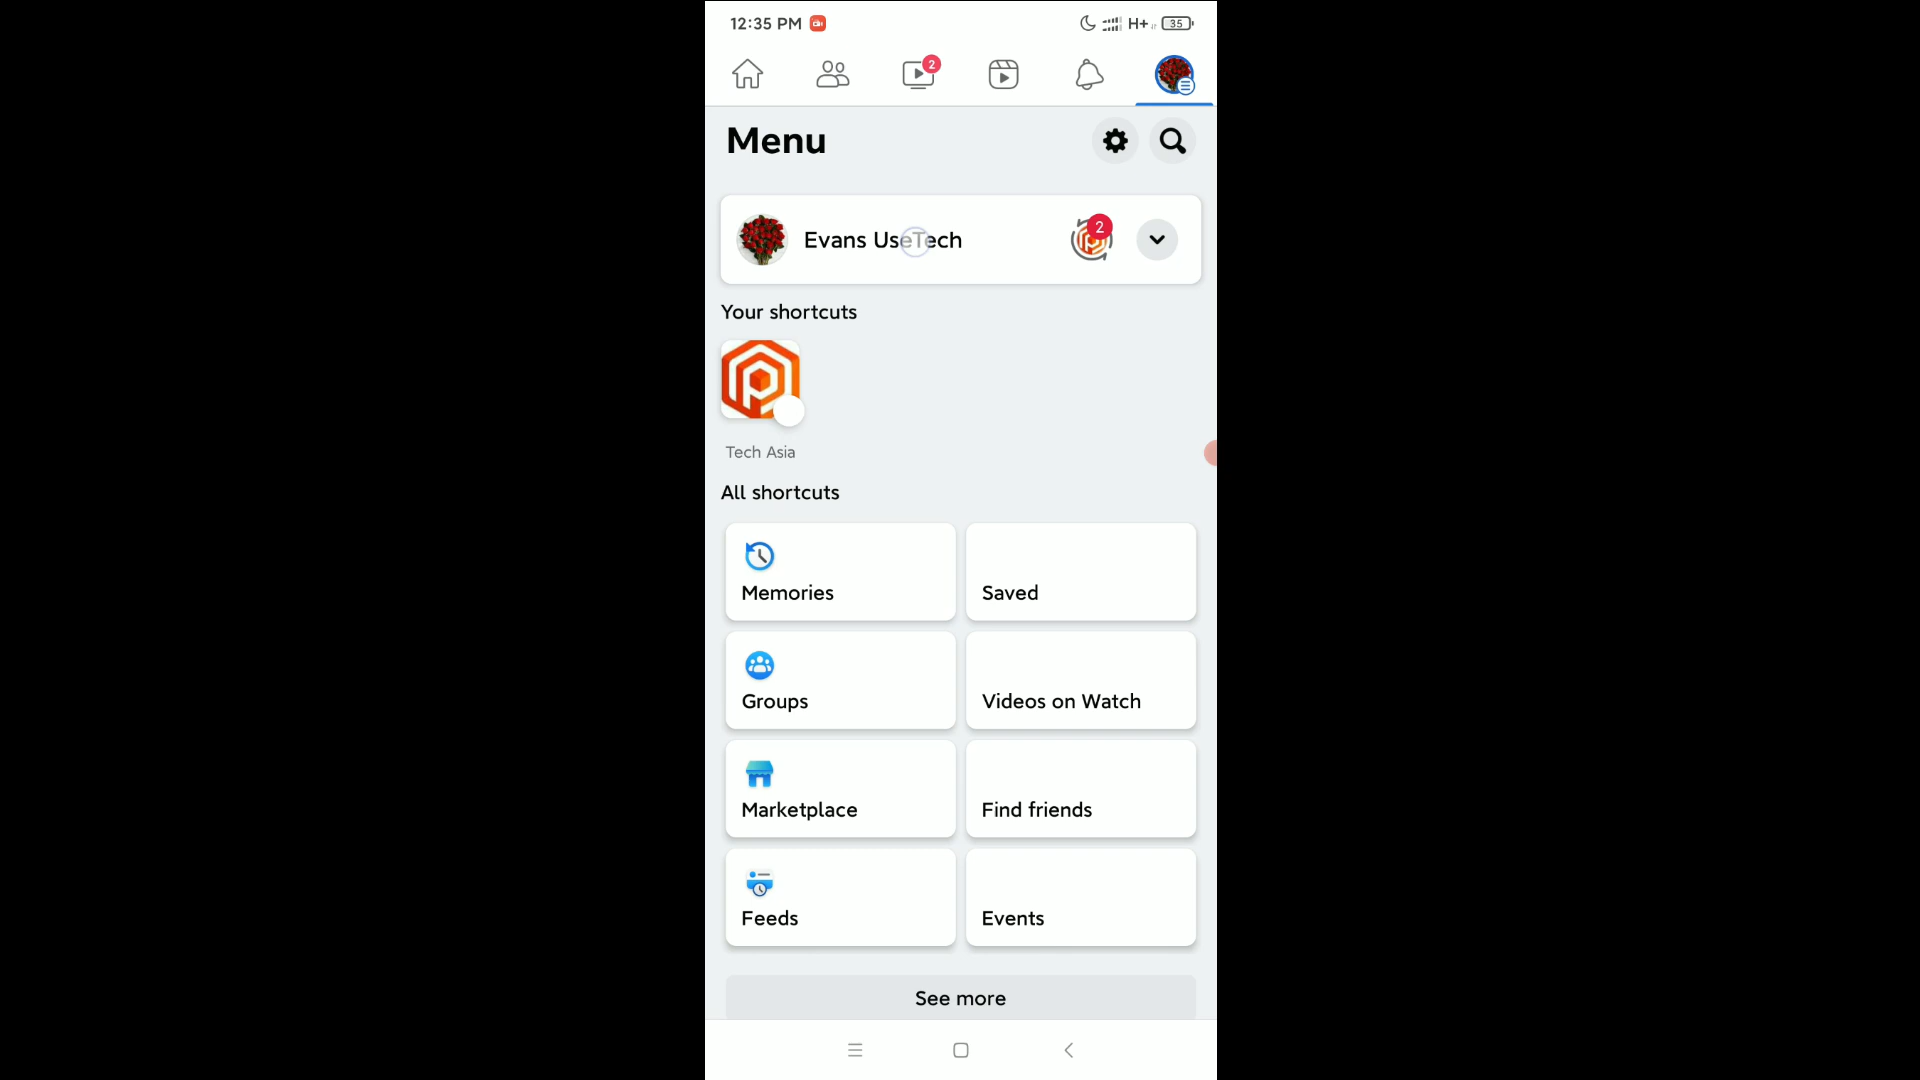 12:35 PM H+ 35
2
Menu
Evans UseTech 2
Your shortcuts
Tech Asia
All shortcuts
Memories
Saved
Groups
Videos on Watch
Marketplace
Find friends
Feeds
Events
See more